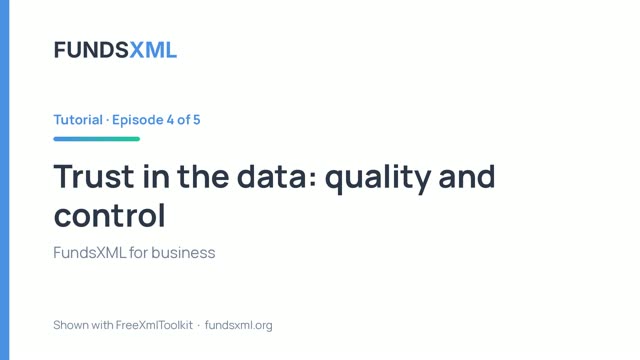 FUNDSXML
Tutorial · Episode 4 of 5
Trust in the data: quality and
control
FundsXML for business
Shown with FreeXmlToolkit · fundsxml.org